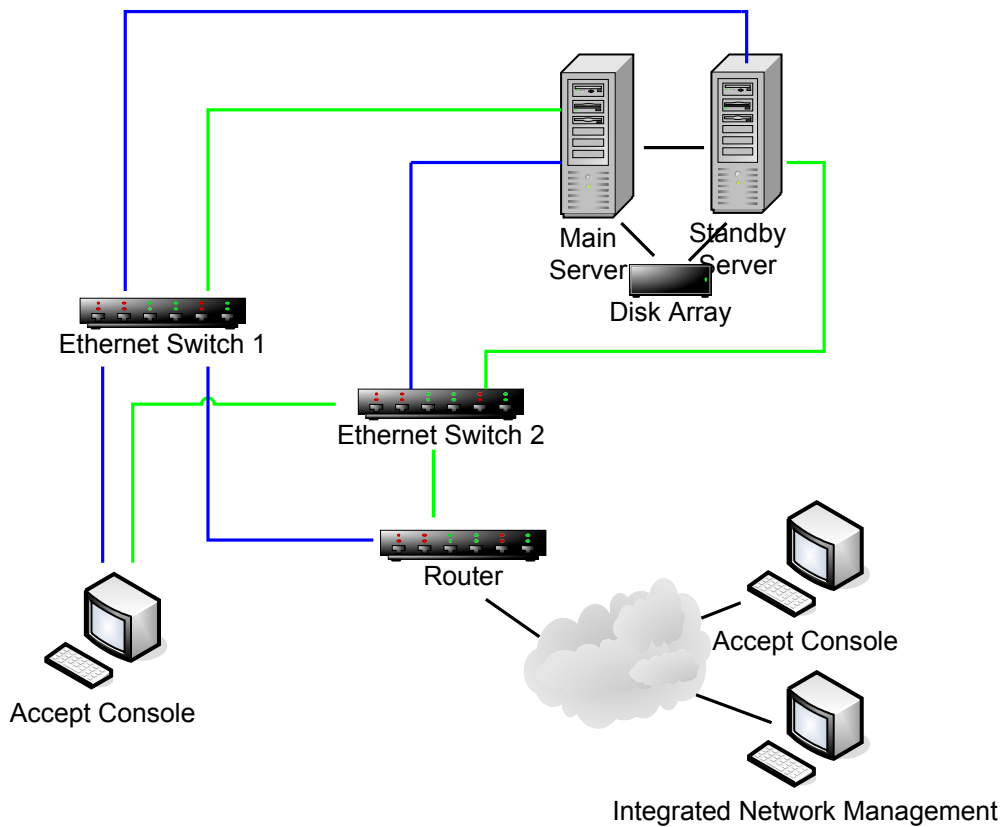 Main
Server
Standby
Server
Disk Array
Ethernet Switch 1
Ethernet Switch 2
Router
Accept Console
Accept Console
Integrated Network Management